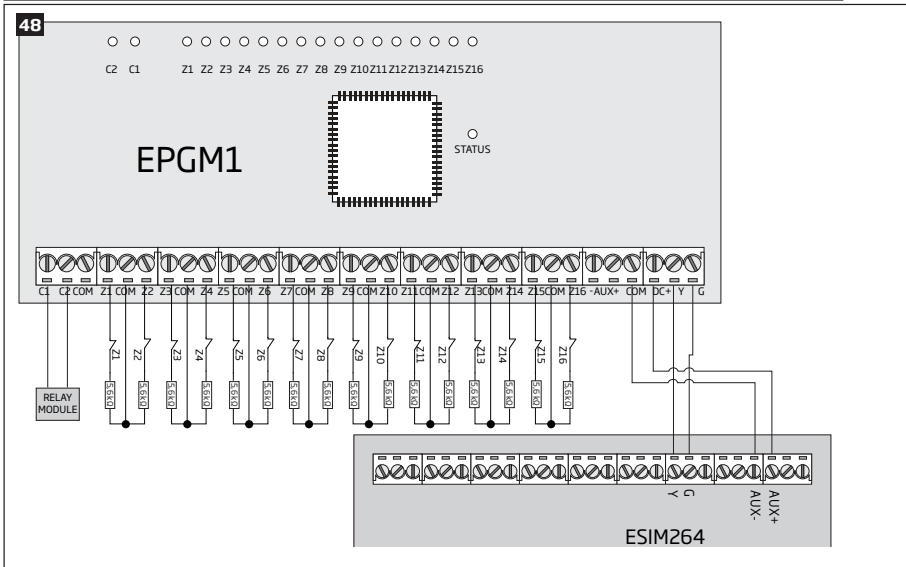 48
C2 C1 Z1 Z2 Z3 Z4 Z5 Z6 Z7 Z8 Z9 Z10 Z11 Z12 Z13 Z14 Z15 Z16
STATUS
EPGM1
C1 C2 COM Z1 COM Z2 Z3 COM Z4 Z5 COM Z6 Z7 COM Z8 Z9 COM Z10 Z11 COM Z12 Z13 COM Z14 Z15 COM Z16 -AUX+ COM DC+ Y G
Z1 Z2 Z3 Z4 Z5 Z6 Z7 Z8 Z9 Z10 Z11 Z12 Z13 Z14 Z15 Z16
5,6kΩ 5,6kΩ 5,6kΩ 5,6kΩ 5,6kΩ 5,6kΩ 5,6kΩ 5,6kΩ 5,6kΩ 5,6kΩ 5,6kΩ 5,6kΩ 5,6kΩ 5,6kΩ 5,6kΩ 5,6kΩ
RELAY
MODULE
Y G AUX- AUX+
ESIM264